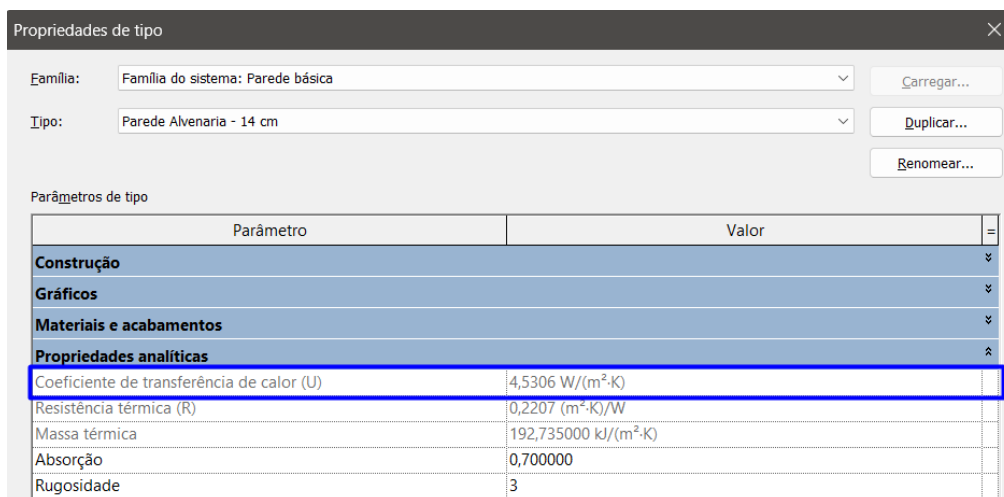 Propriedades de tipo
Família: Família do sistema: Parede básica Carregar...
Tipo: Parede Alvenaria - 14 cm Duplicar...
Renomear...
Parâmetros de tipo
Parâmetro Valor =
Construção
Gráficos
Materiais e acabamentos
Propriedades analíticas
Coeficiente de transferência de calor (U) 4,5306 W/(m²·K)
Resistência térmica (R) 0,2207 (m²·K)/W
Massa térmica 192,735000 kJ/(m²·K)
Absorção 0,700000
Rugosidade 3